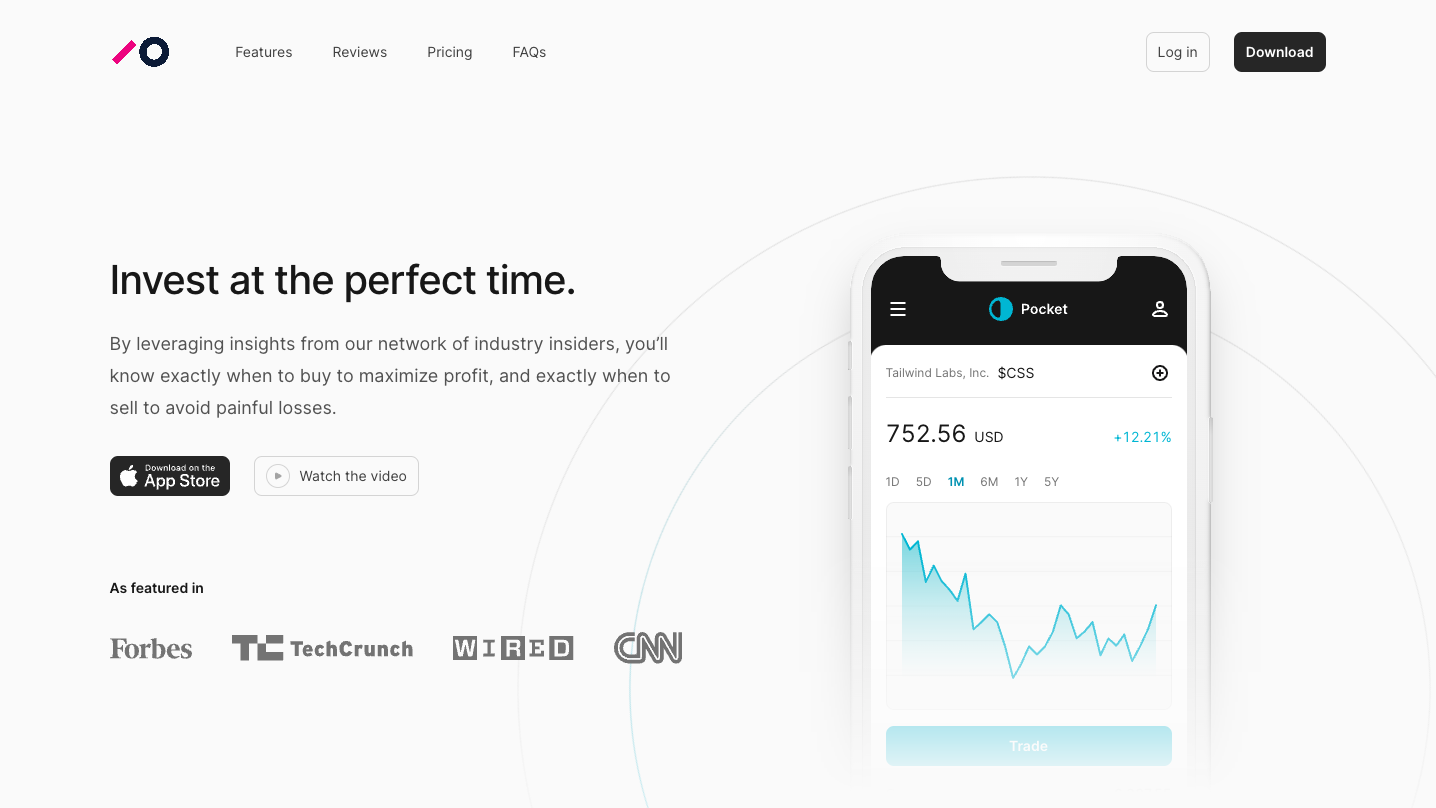 Features
Reviews
Pricing
FAQs
Log in
Download
Invest at the perfect time.
By leveraging insights from our network of industry insiders, you’ll
know exactly when to buy to maximize profit, and exactly when to
sell to avoid painful losses.
Download on the
App Store
Watch the video
As featured in
Forbes
TechCrunch
WIRED
CNN
Pocket
Tailwind Labs, Inc. $CSS
752.56 USD
+12.21%
1D 5D 1M 6M 1Y 5Y
Trade